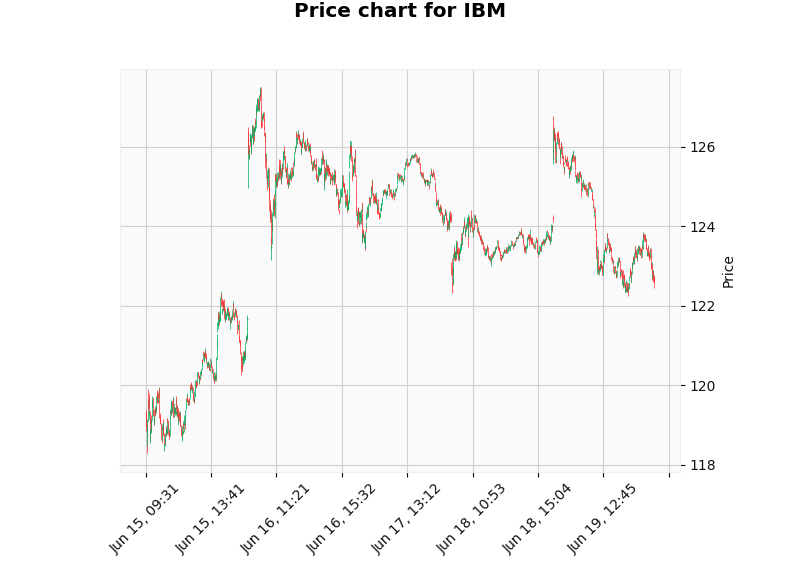 Price chart for IBM
126
124
122
120
118
Price
Jun 15, 09:31
Jun 15, 13:41
Jun 16, 11:21
Jun 16, 15:32
Jun 17, 13:12
Jun 18, 10:53
Jun 18, 15:04
Jun 19, 12:45